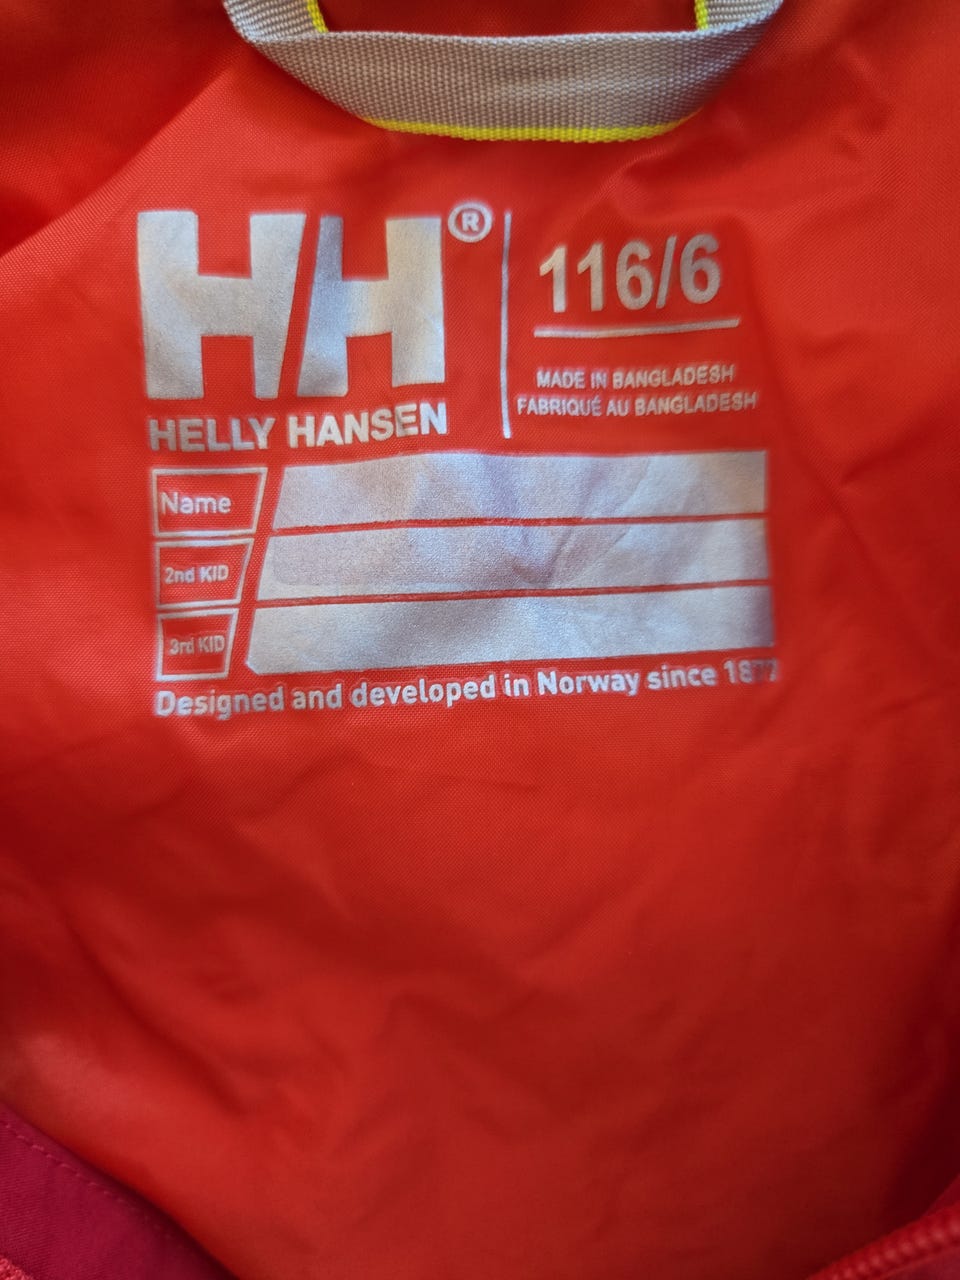 HH®
HELLY HANSEN
116/6
MADE IN BANGLADESH
FABRIQUÉ AU BANGLADESH
Name
2nd KID
3rd KID
Designed and developed in Norway since